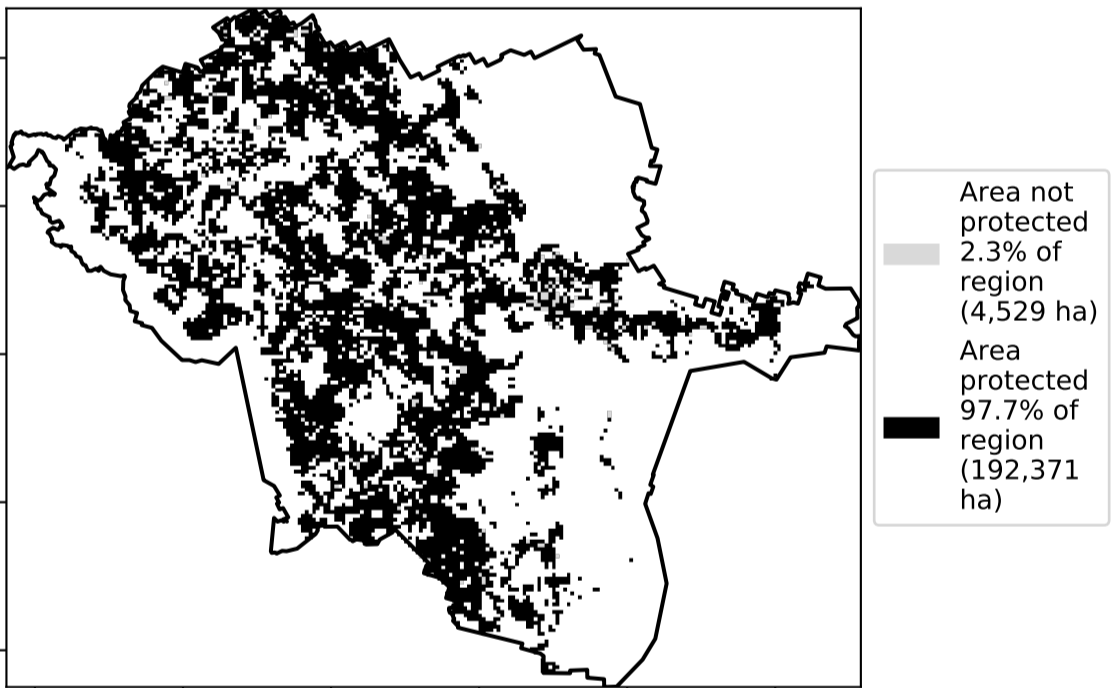 Area not
protected
2.3% of
region
(4,529 ha)
Area
protected
97.7% of
region
(192,371
ha)